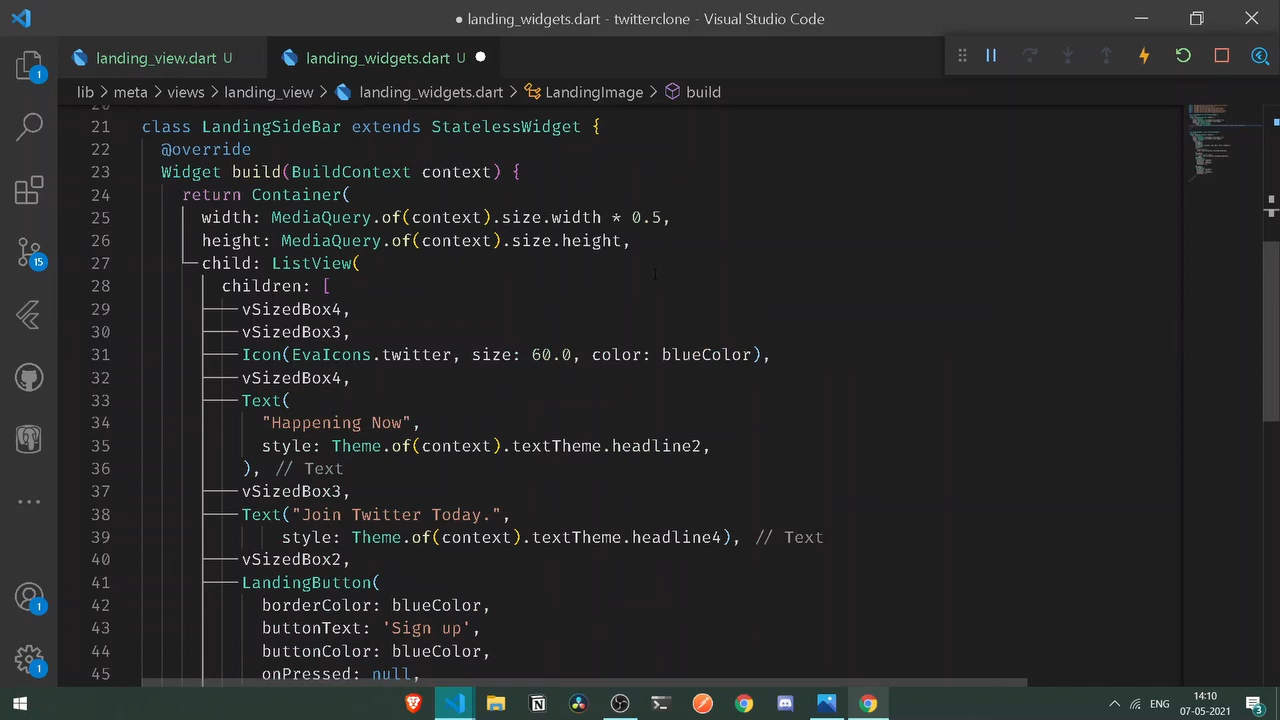 ● landing_widgets.dart - twitterclone - Visual Studio Code
landing_view.dart U
landing_widgets.dart U ●
lib > meta > views > landing_view > landing_widgets.dart > LandingImage > build
21 class LandingSideBar extends StatelessWidget {
22 @override
23 Widget build(BuildContext context) {
24 return Container(
25 width: MediaQuery.of(context).size.width * 0.5,
26 height: MediaQuery.of(context).size.height,
27 child: ListView(
28 children: [
29 vSizedBox4,
30 vSizedBox3,
31 Icon(EvaIcons.twitter, size: 60.0, color: blueColor),
32 vSizedBox4,
33 Text(
34 "Happening Now",
35 style: Theme.of(context).textTheme.headline2,
36 ), // Text
37 vSizedBox3,
38 Text("Join Twitter Today.",
39 style: Theme.of(context).textTheme.headline4), // Text
40 vSizedBox2,
41 LandingButton(
42 borderColor: blueColor,
43 buttonText: 'Sign up',
44 buttonColor: blueColor,
45 onPressed: null,
1
15
1
1
ENG
14:10
07-05-2021
3